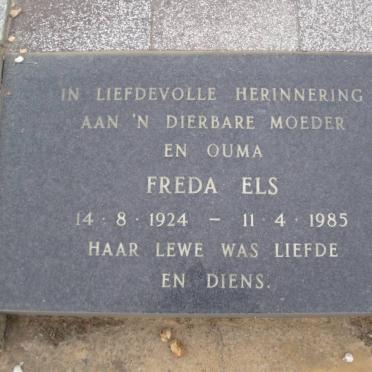 IN LIEFDEVOLLE HERINNERING
AAN 'N DIERBARE MOEDER
EN OUMA
FREDA ELS
14 · 8 · 1924 – 11 · 4 · 1985
HAAR LEWE WAS LIEFDE
EN DIENS.